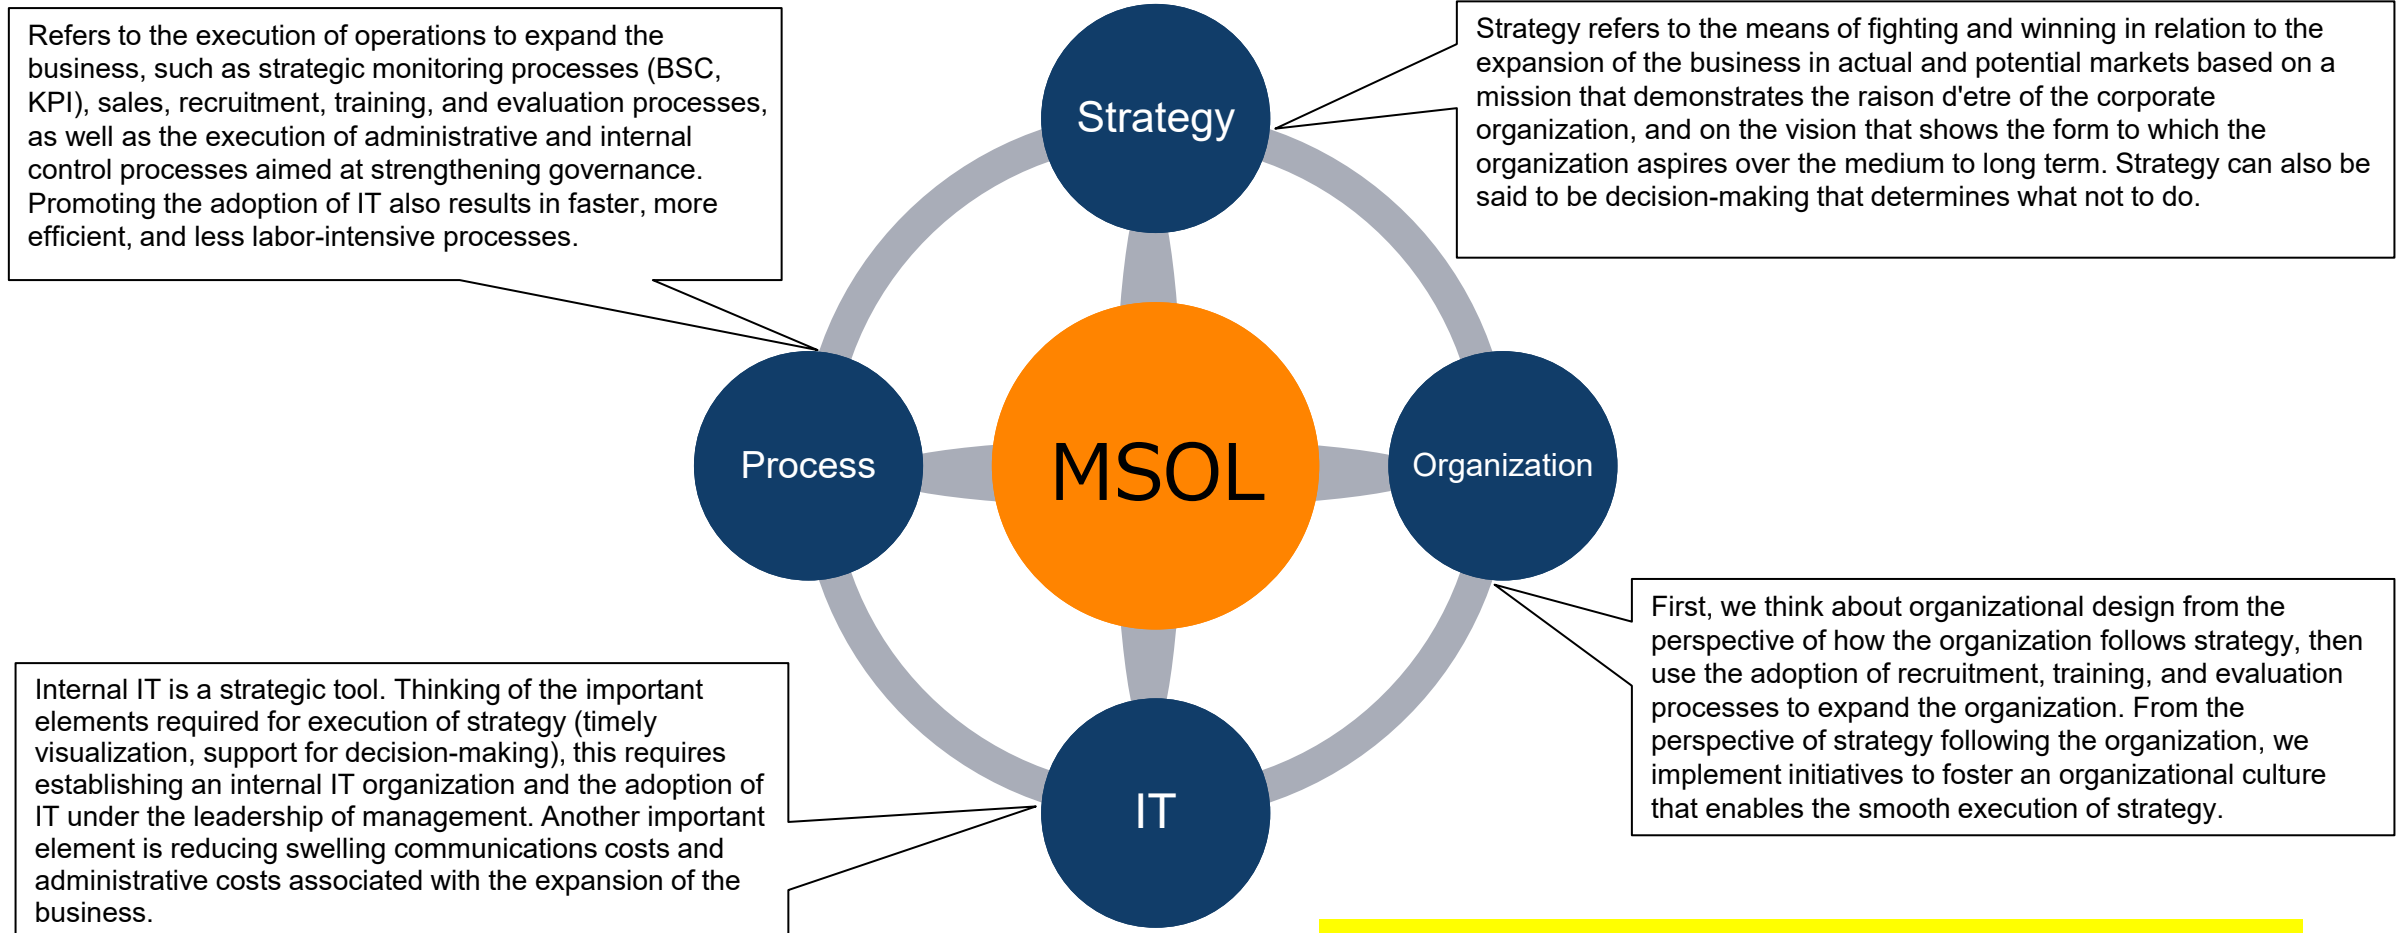 Refers to the execution of operations to expand the
business, such as strategic monitoring processes (BSC,
KPI), sales, recruitment, training, and evaluation processes,
as well as the execution of administrative and internal
control processes aimed at strengthening governance.
Promoting the adoption of IT also results in faster, more
efficient, and less labor-intensive processes.
Strategy
Strategy refers to the means of fighting and winning in relation to the
expansion of the business in actual and potential markets based on a
mission that demonstrates the raison d'etre of the corporate
organization, and on the vision that shows the form to which the
organization aspires over the medium to long term. Strategy can also be
said to be decision-making that determines what not to do.
Process
MSOL
Organization
Internal IT is a strategic tool. Thinking of the important
elements required for execution of strategy (timely
visualization, support for decision-making), this requires
establishing an internal IT organization and the adoption of
IT under the leadership of management. Another important
element is reducing swelling communications costs and
administrative costs associated with the expansion of the
business.
IT
First, we think about organizational design from the
perspective of how the organization follows strategy, then
use the adoption of recruitment, training, and evaluation
processes to expand the organization. From the
perspective of strategy following the organization, we
implement initiatives to foster an organizational culture
that enables the smooth execution of strategy.